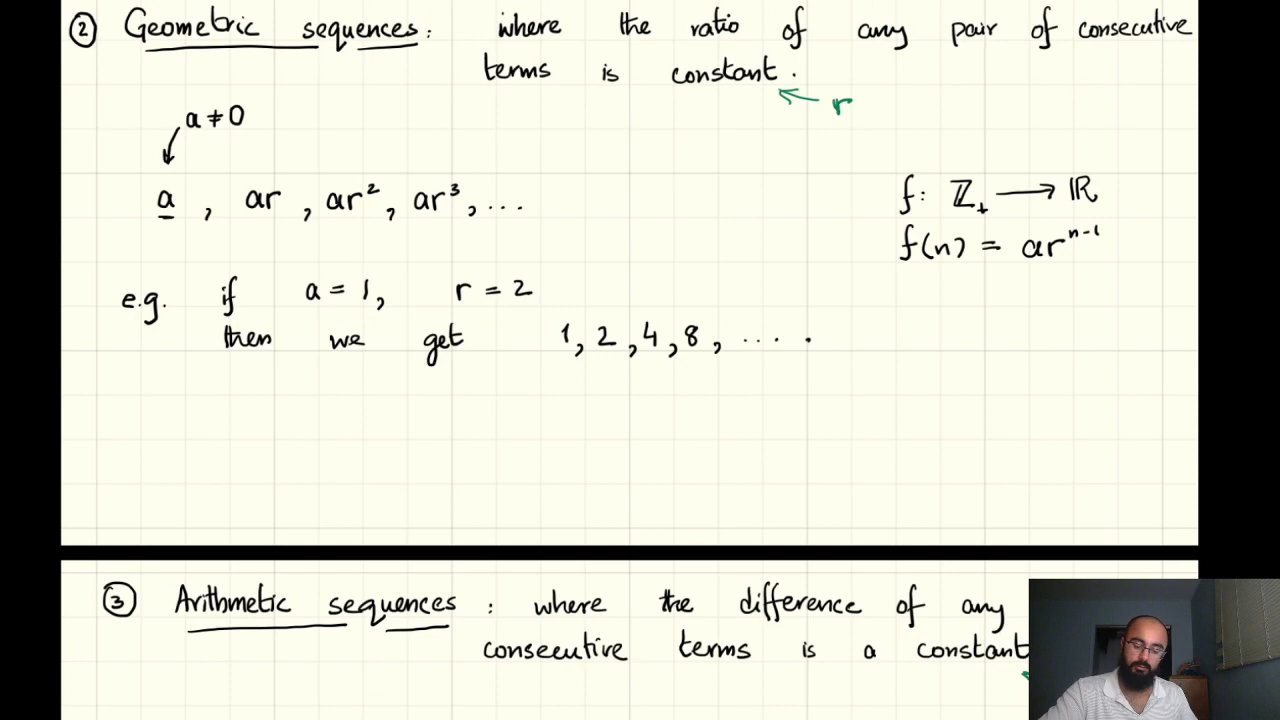 ② Geometric sequences: where the ratio of any pair of consecutive
terms is constant.
← r
a ≠ 0
a, ar, ar², ar³, ...
f: ℤ₊ ⟶ ℝ
f(n) = arⁿ⁻¹
e.g. if a = 1, r = 2
then we get 1, 2, 4, 8, .... .
③ Arithmetic sequences : where the difference of any
consecutive terms is a constant